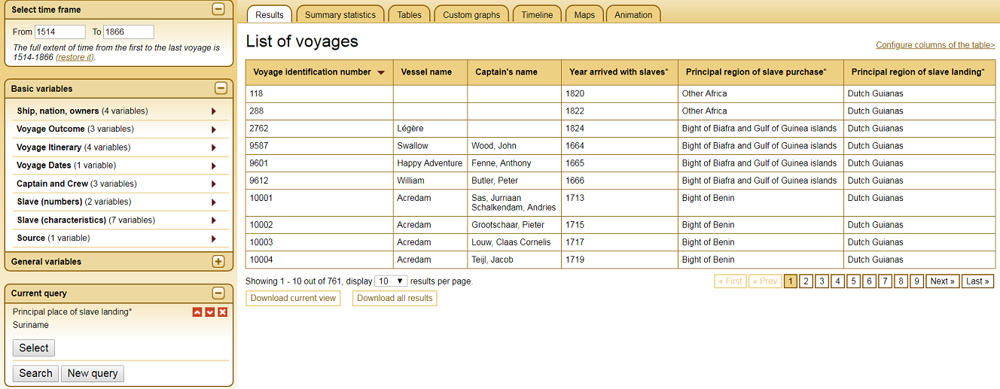 Select time frame
From 1514 To 1866
The full extent of time from the first to the last voyage is
1514-1866 (restore it).
Basic variables
Ship, nation, owners (4 variables)
Voyage Outcome (3 variables)
Voyage Itinerary (4 variables)
Voyage Dates (1 variable)
Captain and Crew (3 variables)
Slave (numbers) (2 variables)
Slave (characteristics) (7 variables)
Source (1 variable)
General variables
Current query
Principal place of slave landing*
Suriname
Select
Search New query
Results Summary statistics Tables Custom graphs Timeline Maps Animation
List of voyages
Configure columns of the table>
Voyage identification number Vessel name Captain's name Year arrived with slaves* Principal region of slave purchase* Principal region of slave landing*
118 1820 Other Africa Dutch Guianas
288 1822 Other Africa Dutch Guianas
2762 Légère 1824 Bight of Biafra and Gulf of Guinea islands Dutch Guianas
9587 Swallow Wood, John 1664 Bight of Biafra and Gulf of Guinea islands Dutch Guianas
9601 Happy Adventure Fenne, Anthony 1665 Bight of Biafra and Gulf of Guinea islands Dutch Guianas
9612 William Butler, Peter 1666 Bight of Biafra and Gulf of Guinea islands Dutch Guianas
10001 Acredam Sas, Jurriaan 1713 Bight of Benin Dutch Guianas
Schalkendam, Andries
10002 Acredam Grootschaar, Pieter 1715 Bight of Benin Dutch Guianas
10003 Acredam Louw, Claas Cornelis 1717 Bight of Benin Dutch Guianas
10004 Acredam Teijl, Jacob 1719 Bight of Benin Dutch Guianas
Showing 1 - 10 out of 761, display 10 results per page.
« First « Prev 1 2 3 4 5 6 7 8 9 Next » Last »
Download current view Download all results